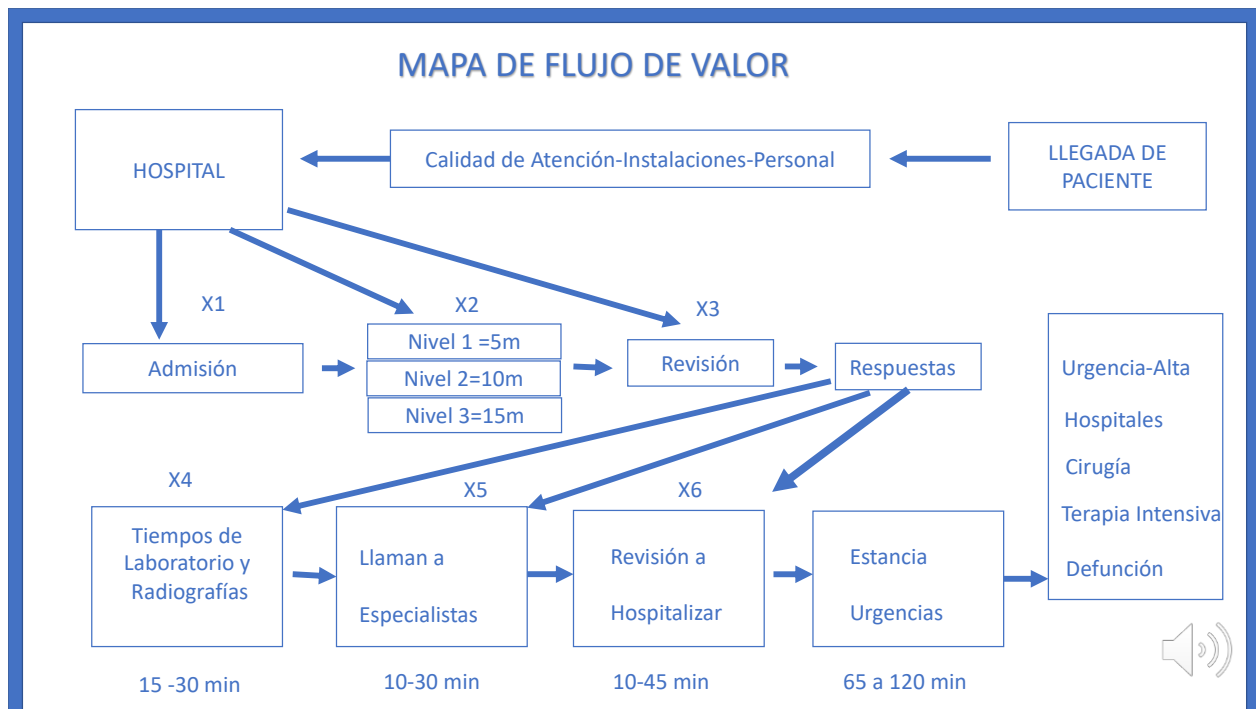 MAPA DE FLUJO DE VALOR
HOSPITAL
Calidad de Atención-Instalaciones-Personal
LLEGADA DE
PACIENTE
X1
X2
X3
Admisión
Nivel 1 =5m
Nivel 2=10m
Nivel 3=15m
Revisión
Respuestas
Urgencia-Alta
Hospitales
Cirugía
Terapia Intensiva
Defunción
X4
X5
X6
Tiempos de
Laboratorio y
Radiografías
Llaman a
Especialistas
Revisión a
Hospitalizar
Estancia
Urgencias
15 -30 min
10-30 min
10-45 min
65 a 120 min